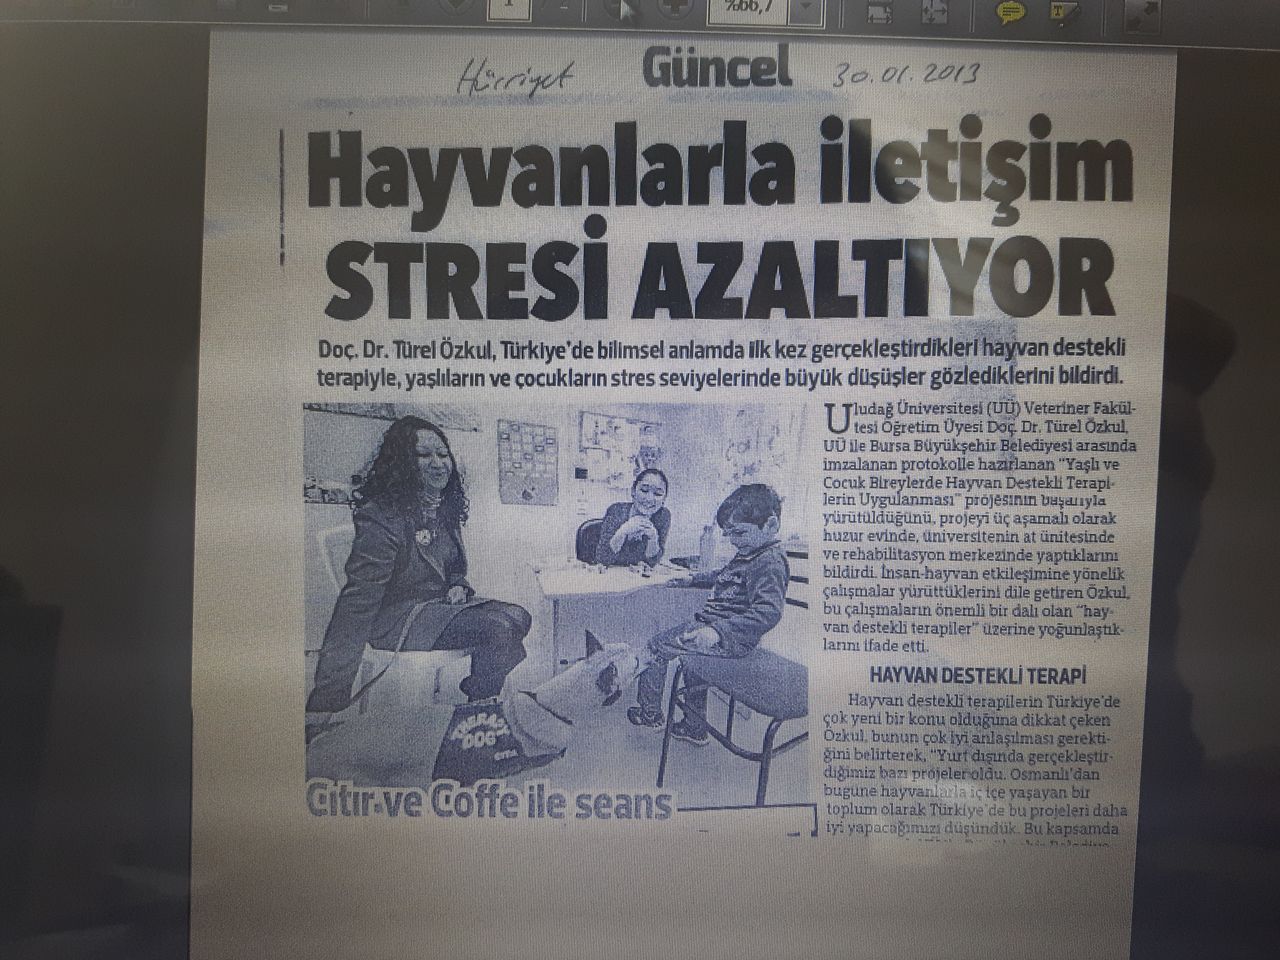 1
%66,7
Hürriyet
Güncel
30.01.2013
Hayvanlarla iletişim
STRESİ AZALTIYOR
Doç. Dr. Türel Özkul, Türkiye'de bilimsel anlamda ilk kez gerçekleştirdikleri hayvan destekli
terapiyle, yaşlıların ve çocukların stres seviyelerinde büyük düşüşler gözlediklerini bildirdi.
Uludağ Üniversitesi (UÜ) Veteriner Fakül-
tesi Öğretim Üyesi Doç. Dr. Türel Özkul,
UÜ ile Bursa Büyükşehir Belediyesi arasında
imzalanan protokolle hazırlanan "Yaşlı ve
Çocuk Bireylerde Hayvan Destekli Terapi-
lerin Uygulanması" projesinin başarıyla
yürütüldüğünü, projeyi üç aşamalı olarak
huzur evinde, üniversitenin at ünitesinde
ve rehabilitasyon merkezinde yaptıklarını
bildirdi. İnsan-hayvan etkileşimine yönelik
çalışmalar yürüttüklerini dile getiren Özkul,
bu çalışmaların önemli bir dalı olan "hay-
van destekli terapiler" üzerine yoğunlaştık-
larını ifade etti.
HAYVAN DESTEKLİ TERAPİ
Hayvan destekli terapilerin Türkiye'de
çok yeni bir konu olduğuna dikkat çeken
Özkul, bunun çok iyi anlaşılması gerekti-
ğini belirterek, "Yurt dışında gerçekleştir-
diğimiz bazı projeler oldu. Osmanlı'dan
bugüne hayvanlarla iç içe yaşayan bir
toplum olarak Türkiye'de bu projeleri daha
iyi yapacağımızı düşündük. Bu kapsamda
THERAPY
DOG
Çıtır ve Coffe ile seans